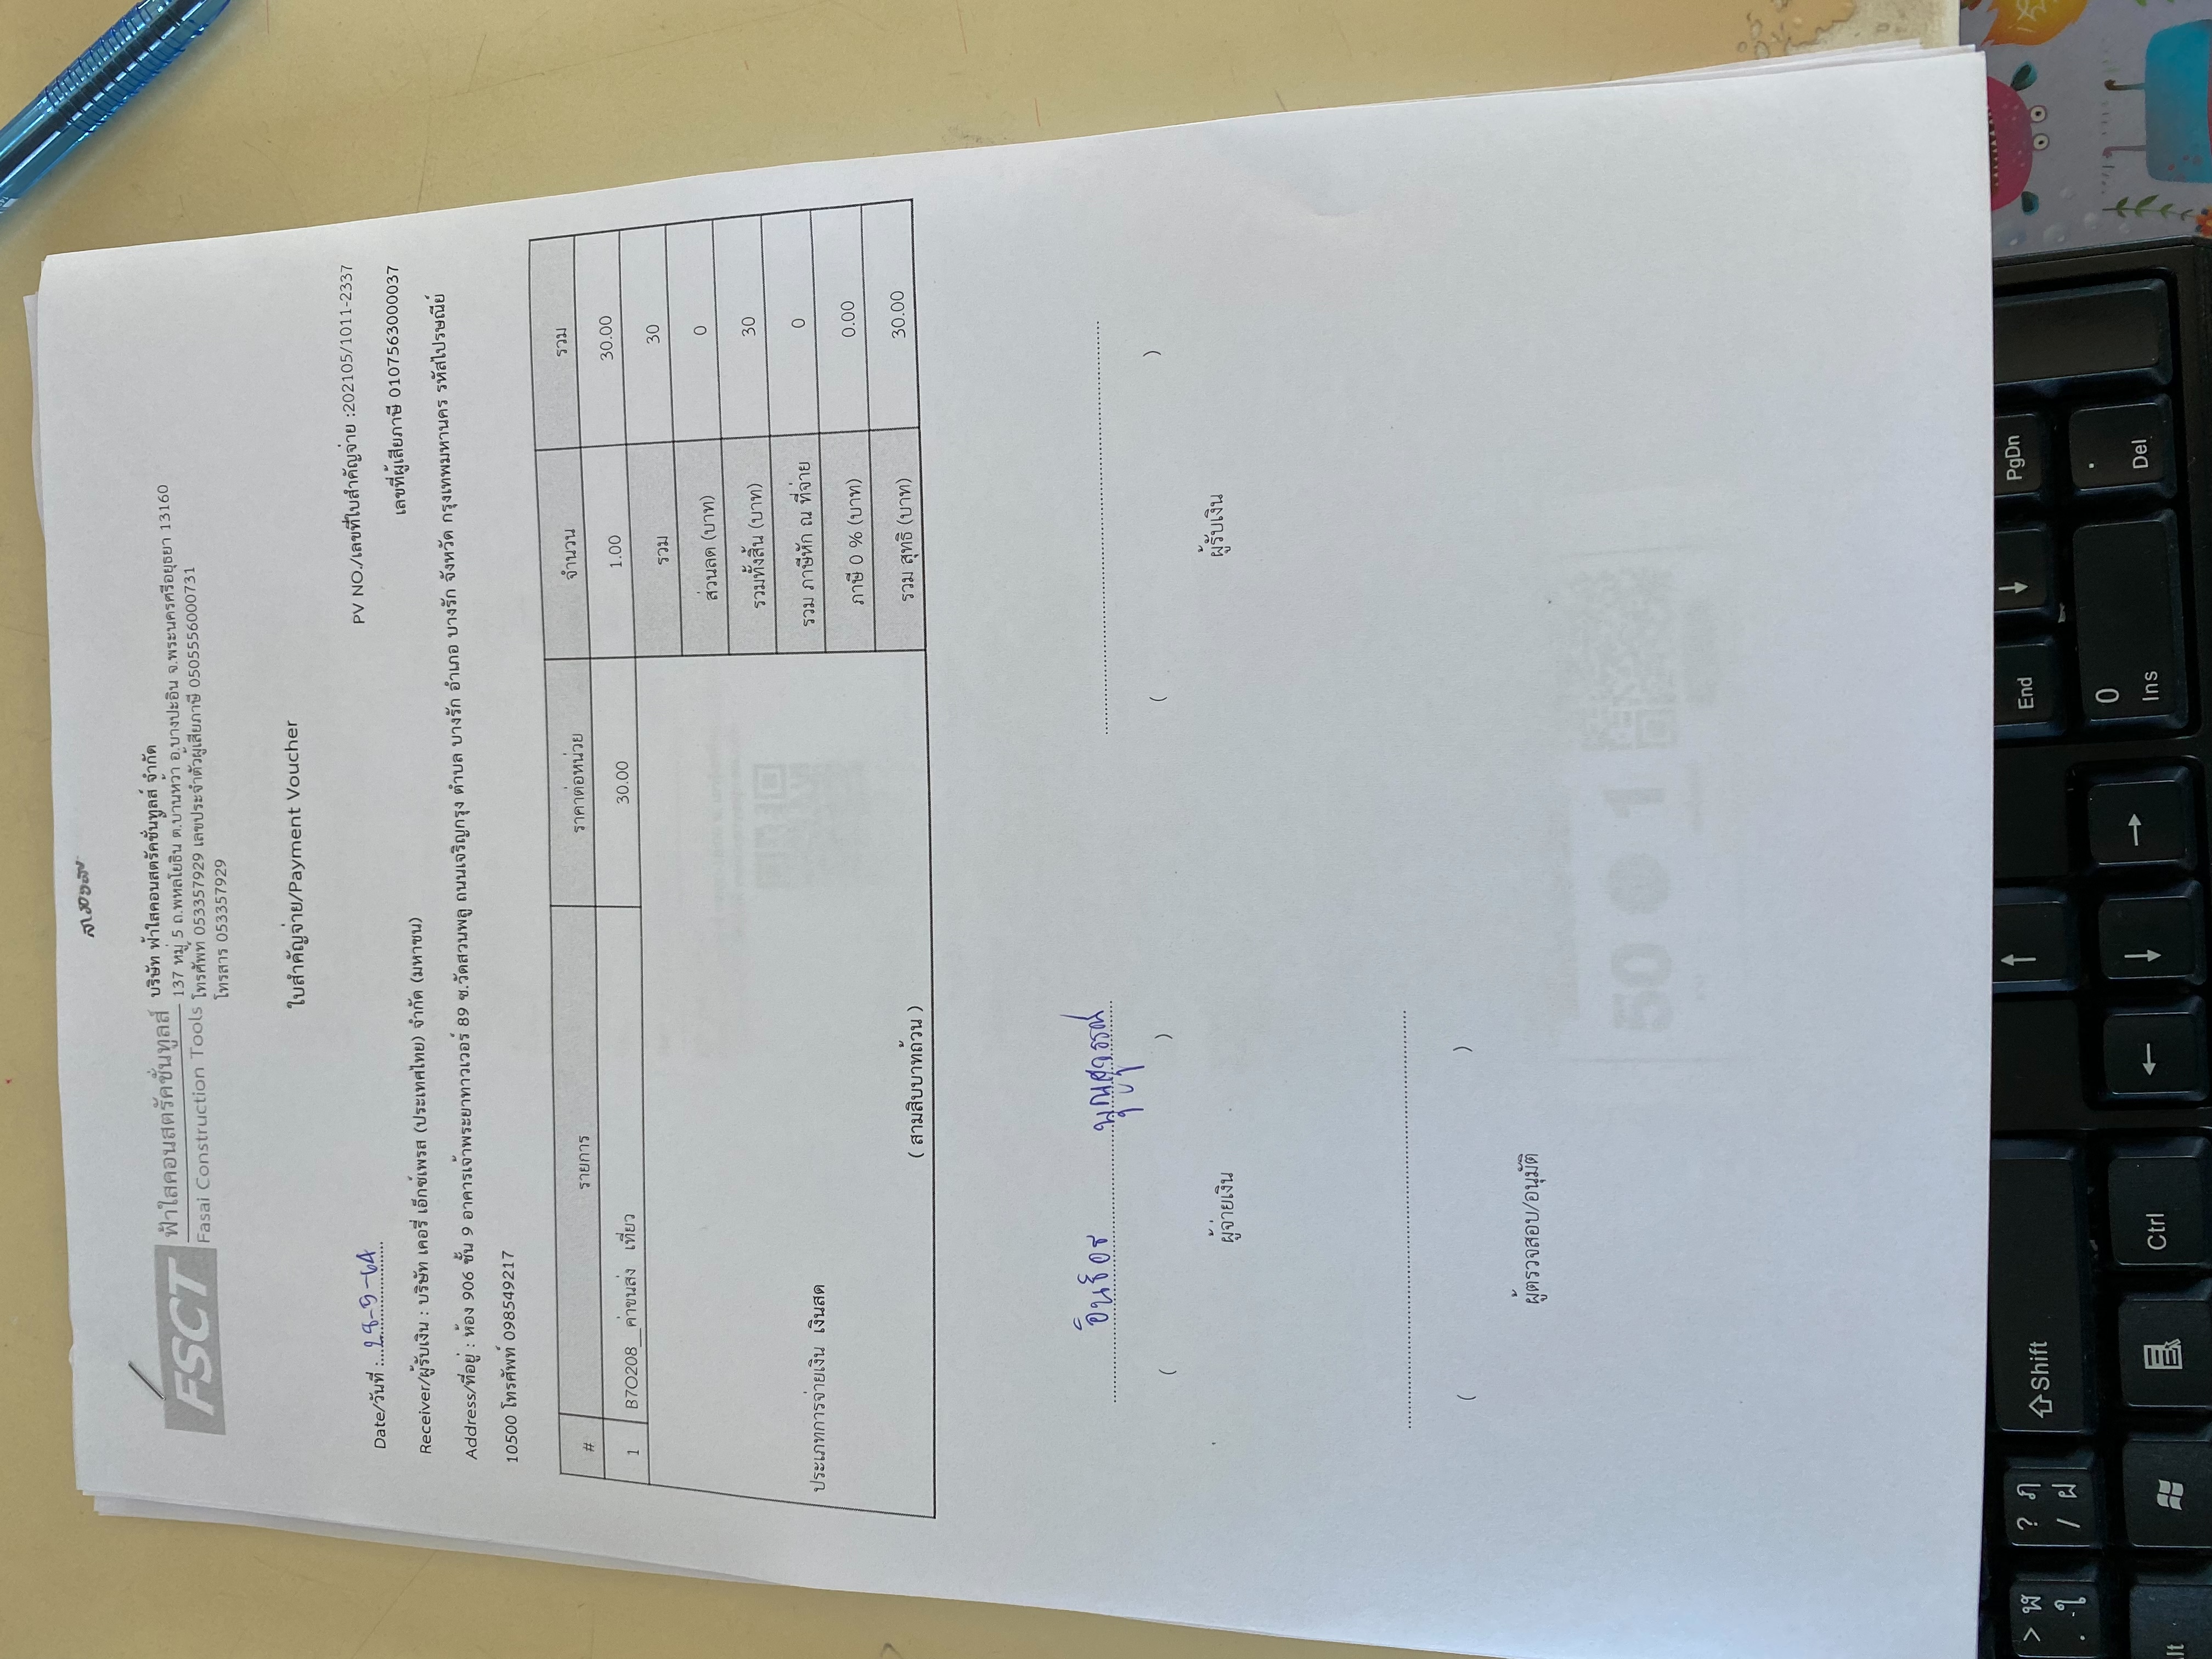 FSCT
ฟ้าใสคอนสตรัคชั่นทูลส์
Fasai Construction Tools
บริษัท ฟ้าใสคอนสตรัคชั่นทูลส์ จำกัด
137 หมู่ 5 ถ.พหลโยธิน ต.บ้านหว้า อ.บางปะอิน จ.พระนครศรีอยุธยา 13160
โทรศัพท์ 053357929 เลขประจำตัวผู้เสียภาษี 0505556000731
โทรสาร 053357929
ใบสำคัญจ่าย/Payment Voucher
PV NO./เลขที่ใบสำคัญจ่าย :202105/1011-2337
Date/วันที่ : 28-5-64
เลขที่ผู้เสียภาษี 0107563000037
Receiver/ผู้รับเงิน : บริษัท เคอรี่ เอ็กซ์เพรส (ประเทศไทย) จำกัด (มหาชน)
Address/ที่อยู่ : ห้อง 906 ชั้น 9 อาคารเจ้าพระยาทาวเวอร์ 89 ซ.วัดสวนพลู ถนนเจริญกรุง ตำบล บางรัก อำเภอ บางรัก จังหวัด กรุงเทพมหานคร รหัสไปรษณีย์
10500 โทรศัพท์ 098549217
# รายการ ราคาต่อหน่วย จำนวน รวม
1 B7O208__ค่าขนส่ง เที่ยว 30.00 1.00 30.00
รวม 30
ส่วนลด (บาท) 0
รวมทั้งสิ้น (บาท) 30
รวม ภาษีหัก ณ ที่จ่าย 0
ประเภทการจ่ายเงิน เงินสด
ภาษี 0 % (บาท) 0.00
( สามสิบบาทถ้วน )
รวม สุทธิ (บาท) 30.00
( )
( )
ผู้จ่ายเงิน
ผู้รับเงิน
( )
ผู้ตรวจสอบ/อนุมัติ
50 1
> ฬ
. ใ
? ฦ
/ ฝ
Shift
End
PgDn
Ctrl
0
Ins
.
Del